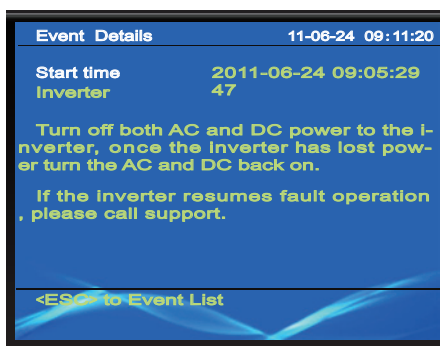 Event Details 11-06-24 09:11:20
Start time 2011-06-24 09:05:29
Inverter 47
Turn off both AC and DC power to the i-
nverter, once the inverter has lost pow-
er turn the AC and DC back on.
If the inverter resumes fault operation
, please call support.
<ESC> to Event List